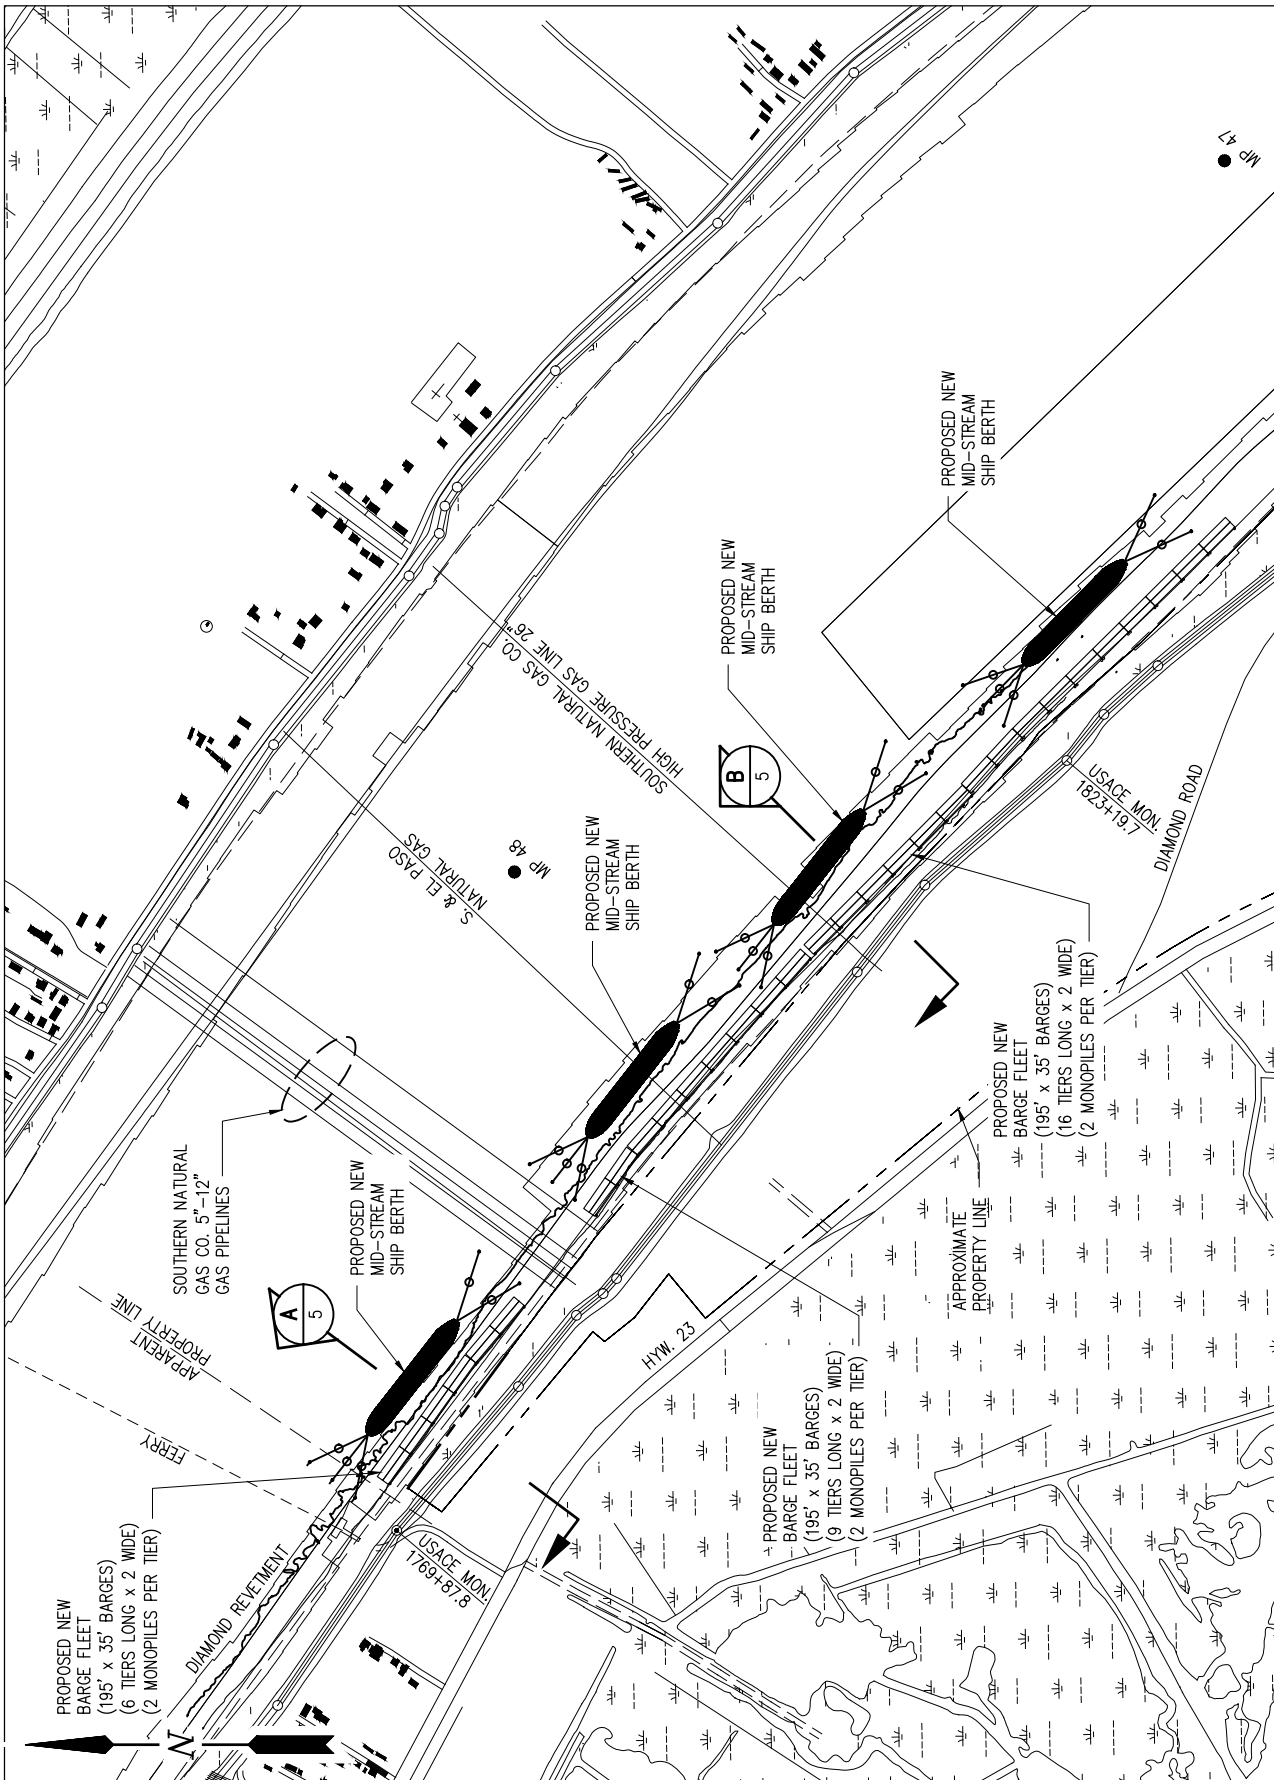 MP 47
PROPOSED NEW
MID-STREAM
SHIP BERTH
PROPOSED NEW
MID-STREAM
SHIP BERTH
SOUTHERN NATURAL GAS CO.
HIGH PRESSURE GAS LINE 26"
B
5
S. & EL PASO
NATURAL GAS
MP 48
PROPOSED NEW
MID-STREAM
SHIP BERTH
USACE MON.
1823+19.7
DIAMOND ROAD
PROPOSED NEW
BARGE FLEET
(195' x 35' BARGES)
(16 TIERS LONG x 2 WIDE)
(2 MONOPILES PER TIER)
SOUTHERN NATURAL
GAS CO. 5"-12"
GAS PIPELINES
PROPOSED NEW
MID-STREAM
SHIP BERTH
APPROXIMATE
PROPERTY LINE
APPARENT
PROPERTY LINE
A
5
FERRY
HYW. 23
PROPOSED NEW
BARGE FLEET
(195' x 35' BARGES)
(9 TIERS LONG x 2 WIDE)
(2 MONOPILES PER TIER)
USACE MON.
1769+87.8
DIAMOND REVETMENT
PROPOSED NEW
BARGE FLEET
(195' x 35' BARGES)
(6 TIERS LONG x 2 WIDE)
(2 MONOPILES PER TIER)
N